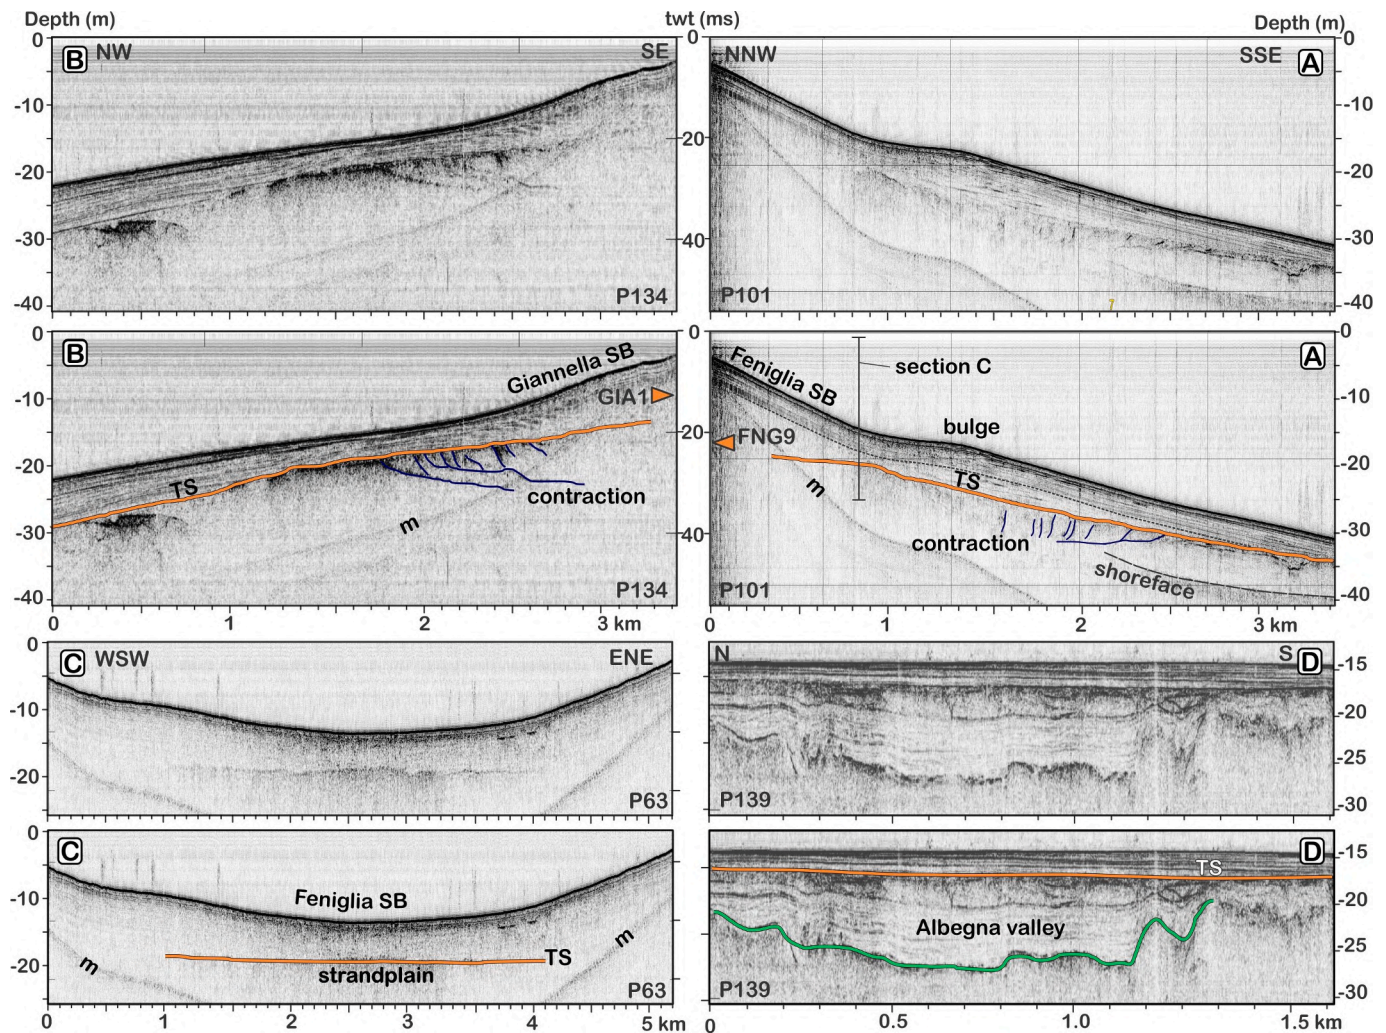 Depth (m) twt (ms) Depth (m)
0 B NW SE NNW SSE A 0
-10 20 -10
-20 -20
-30 40 -30
-40 P134 P101 -40
0 B 0 A 0
Giannella SB Feniglia SB section C
-10 GIA1 -10
bulge
20 FNG9
-20 TS TS -20
contraction m
-30 m 40 contraction -30
shoreface
-40 P134 P101 -40
0 1 2 3 km 0 1 2 3 km
0 C WSW ENE N S D -15
-10 -20
-20 -25
P63 P139 -30
0 C D -15
TS
-10 Feniglia SB -20
Albegna valley
-20 m strandplain TS m -25
P63 P139 -30
0 1 2 3 4 5 km 0 0.5 1.0 1.5 km